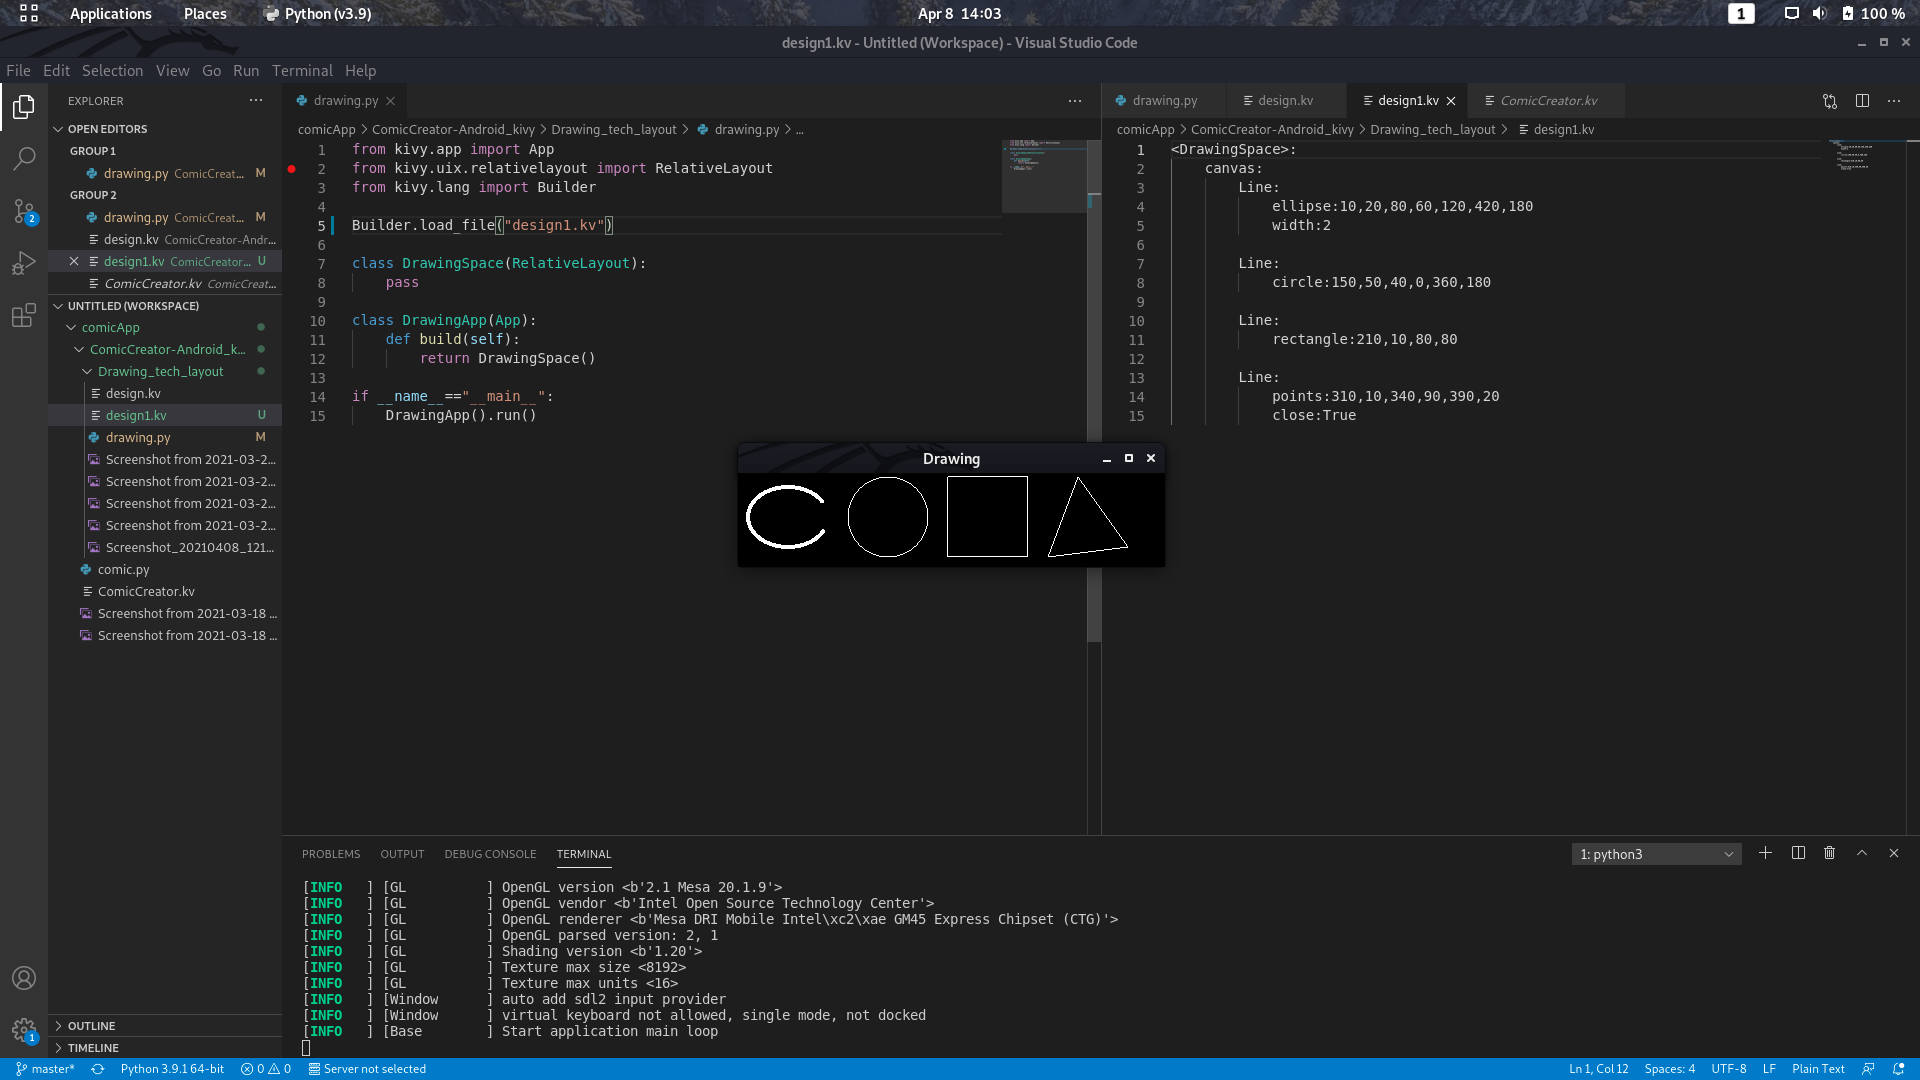 Applications Places Python (v3.9) Apr 8 14:03 1 100 %
design1.kv - Untitled (Workspace) - Visual Studio Code
File Edit Selection View Go Run Terminal Help
EXPLORER
OPEN EDITORS
GROUP 1
drawing.py ComicCreat... M
GROUP 2
drawing.py ComicCreat... M
design.kv ComicCreator-Andr...
design1.kv ComicCreator... U
ComicCreator.kv ComicCreat...
UNTITLED (WORKSPACE)
comicApp
ComicCreator-Android_k...
Drawing_tech_layout
design.kv
design1.kv U
drawing.py M
Screenshot from 2021-03-2...
Screenshot from 2021-03-2...
Screenshot from 2021-03-2...
Screenshot from 2021-03-2...
Screenshot_20210408_121...
comic.py
ComicCreator.kv
Screenshot from 2021-03-18 ...
Screenshot from 2021-03-18 ...
OUTLINE
TIMELINE
2
1
drawing.py
comicApp > ComicCreator-Android_kivy > Drawing_tech_layout > drawing.py > ...
1 from kivy.app import App
2 from kivy.uix.relativelayout import RelativeLayout
3 from kivy.lang import Builder
4
5 Builder.load_file("design1.kv")
6
7 class DrawingSpace(RelativeLayout):
8 pass
9
10 class DrawingApp(App):
11 def build(self):
12 return DrawingSpace()
13
14 if __name__=="__main__":
15 DrawingApp().run()
drawing.py design.kv design1.kv ComicCreator.kv
comicApp > ComicCreator-Android_kivy > Drawing_tech_layout > design1.kv
1 <DrawingSpace>:
2 canvas:
3 Line:
4 ellipse:10,20,80,60,120,420,180
5 width:2
6
7 Line:
8 circle:150,50,40,0,360,180
9
10 Line:
11 rectangle:210,10,80,80
12
13 Line:
14 points:310,10,340,90,390,20
15 close:True
Drawing
PROBLEMS OUTPUT DEBUG CONSOLE TERMINAL 1: python3
[INFO ] [GL ] OpenGL version <b'2.1 Mesa 20.1.9'>
[INFO ] [GL ] OpenGL vendor <b'Intel Open Source Technology Center'>
[INFO ] [GL ] OpenGL renderer <b'Mesa DRI Mobile Intel\xc2\xae GM45 Express Chipset (CTG)'>
[INFO ] [GL ] OpenGL parsed version: 2, 1
[INFO ] [GL ] Shading version <b'1.20'>
[INFO ] [GL ] Texture max size <8192>
[INFO ] [GL ] Texture max units <16>
[INFO ] [Window ] auto add sdl2 input provider
[INFO ] [Window ] virtual keyboard not allowed, single mode, not docked
[INFO ] [Base ] Start application main loop
master* Python 3.9.1 64-bit 0 0 Server not selected Ln 1, Col 12 Spaces: 4 UTF-8 LF Plain Text